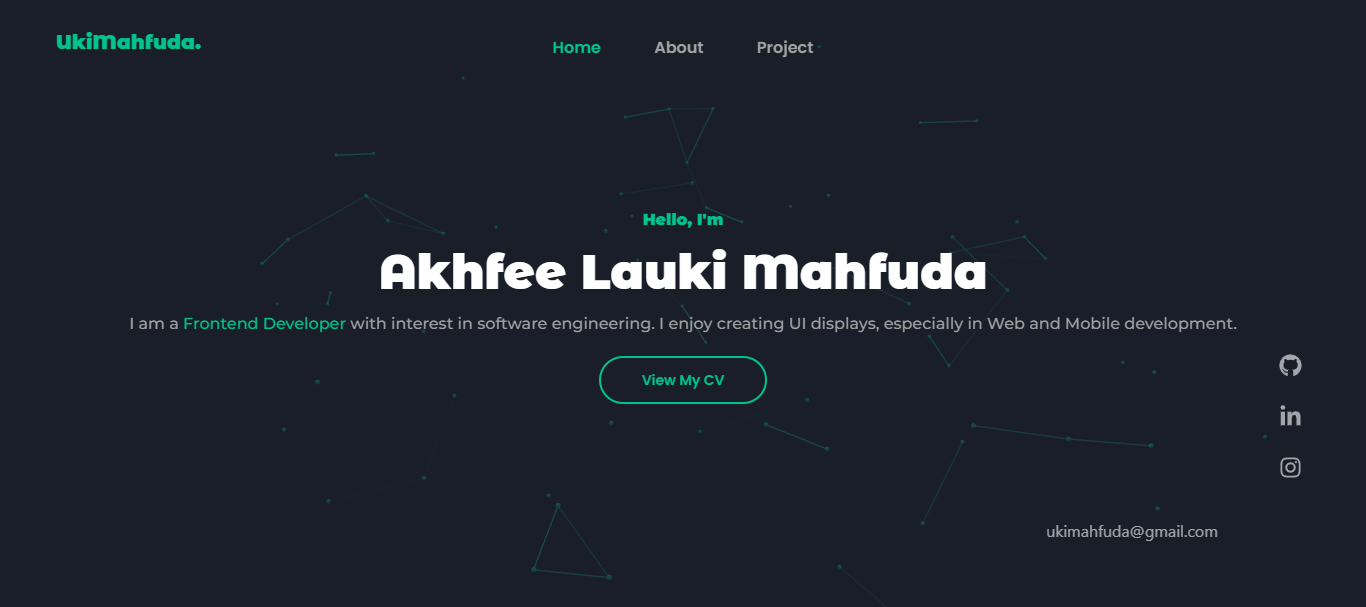 UkiMahfuda.
Home About Project
Hello, I'm
Akhfee Lauki Mahfuda
I am a Frontend Developer with interest in software engineering. I enjoy creating UI displays, especially in Web and Mobile development.
View My CV
ukimahfuda@gmail.com